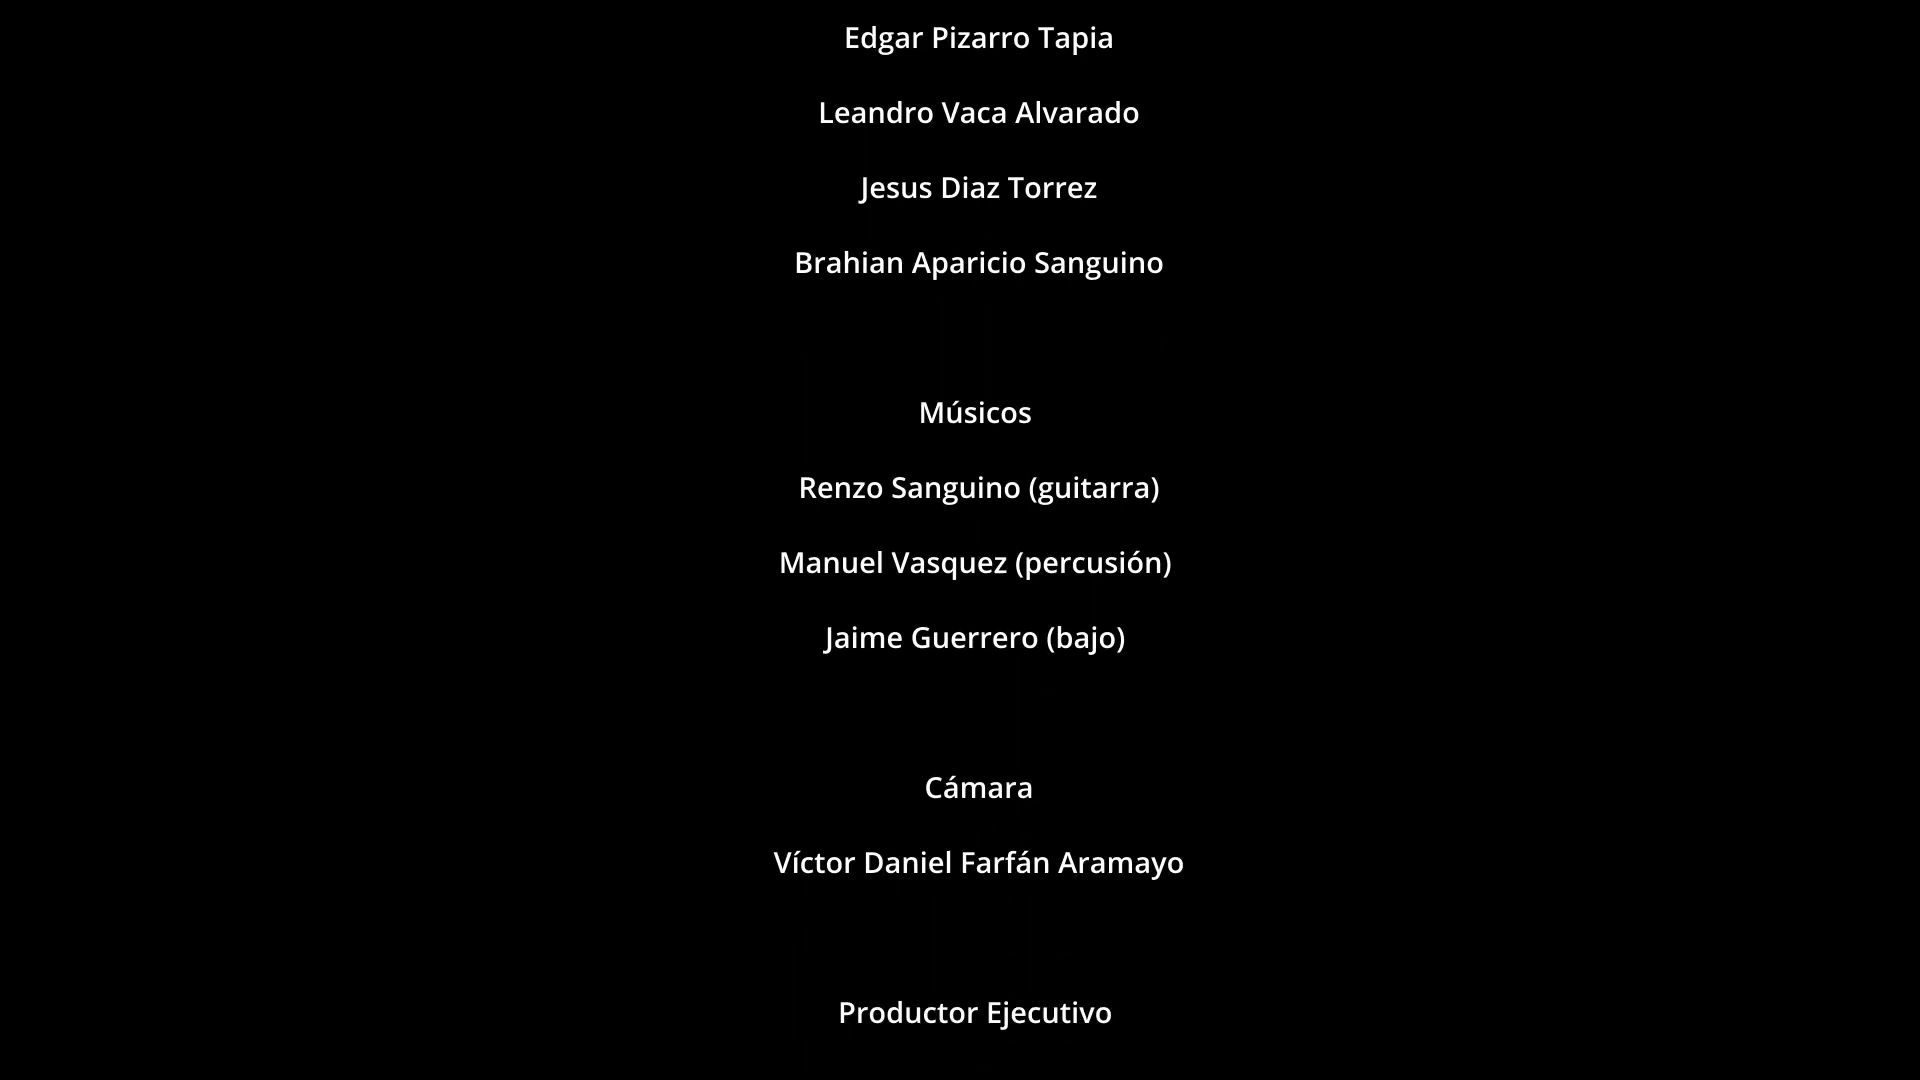 Edgar Pizarro Tapia
Leandro Vaca Alvarado
Jesus Diaz Torrez
Brahian Aparicio Sanguino
Músicos
Renzo Sanguino (guitarra)
Manuel Vasquez (percusión)
Jaime Guerrero (bajo)
Cámara
Víctor Daniel Farfán Aramayo
Productor Ejecutivo